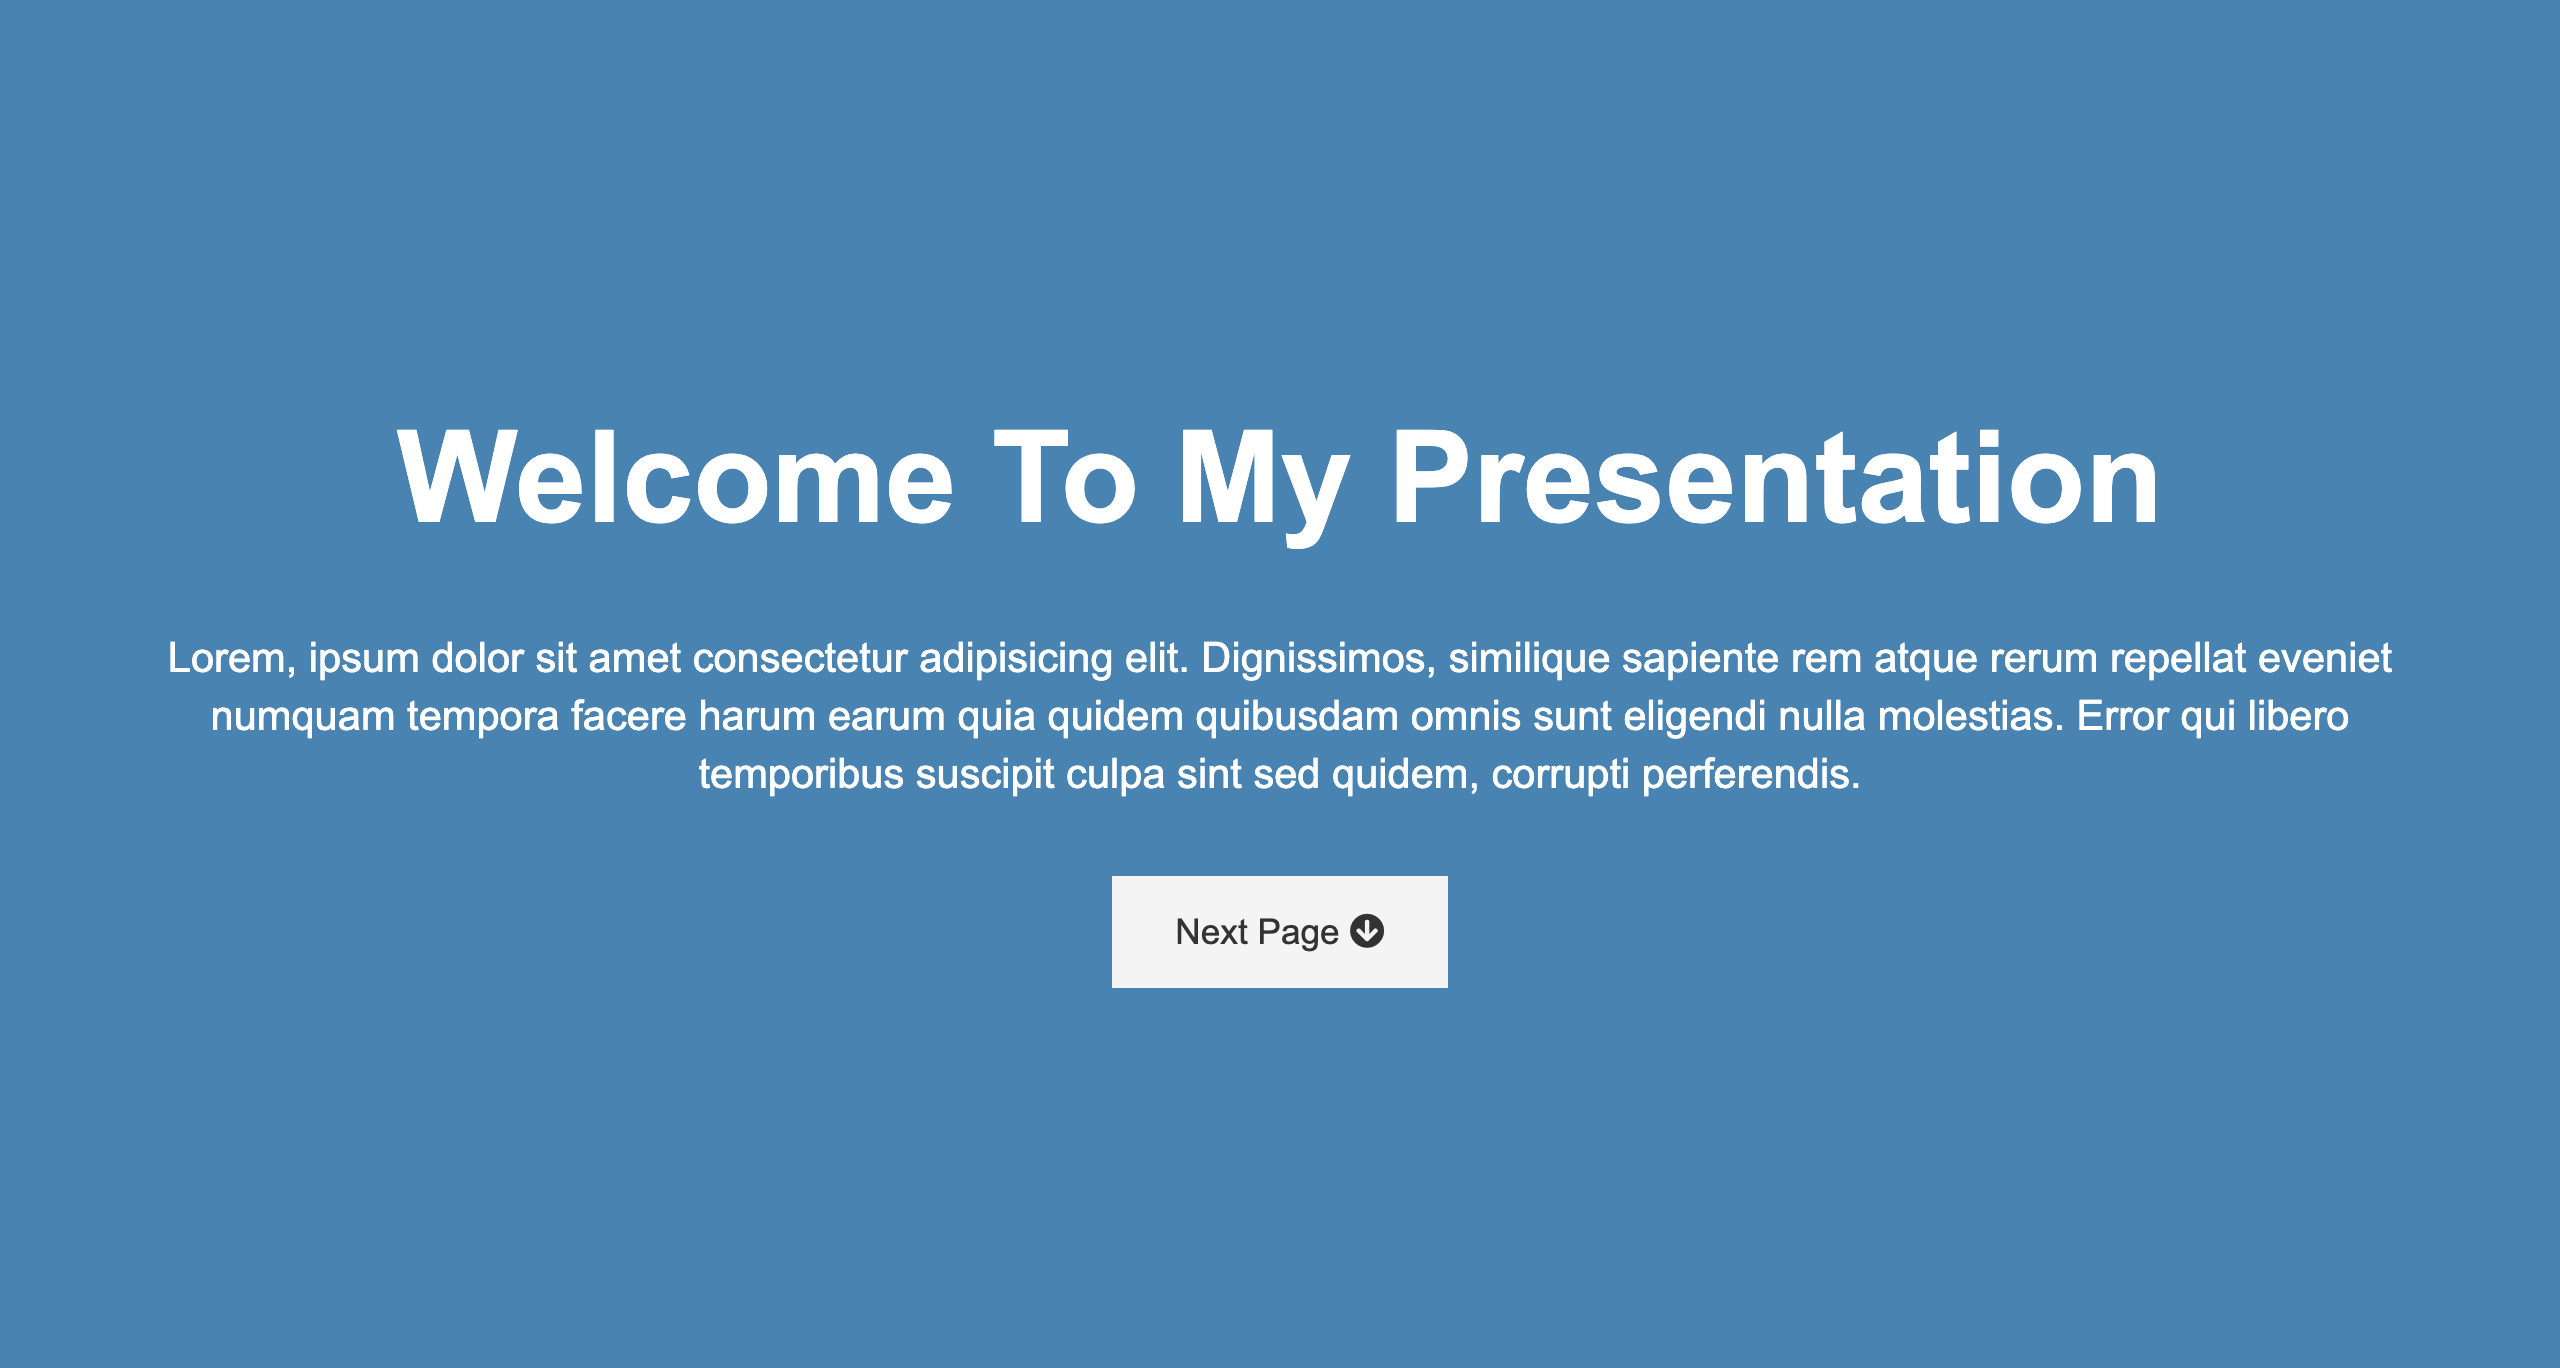 Welcome To My Presentation
Lorem, ipsum dolor sit amet consectetur adipisicing elit. Dignissimos, similique sapiente rem atque rerum repellat eveniet
numquam tempora facere harum earum quia quidem quibusdam omnis sunt eligendi nulla molestias. Error qui libero
temporibus suscipit culpa sint sed quidem, corrupti perferendis.
Next Page